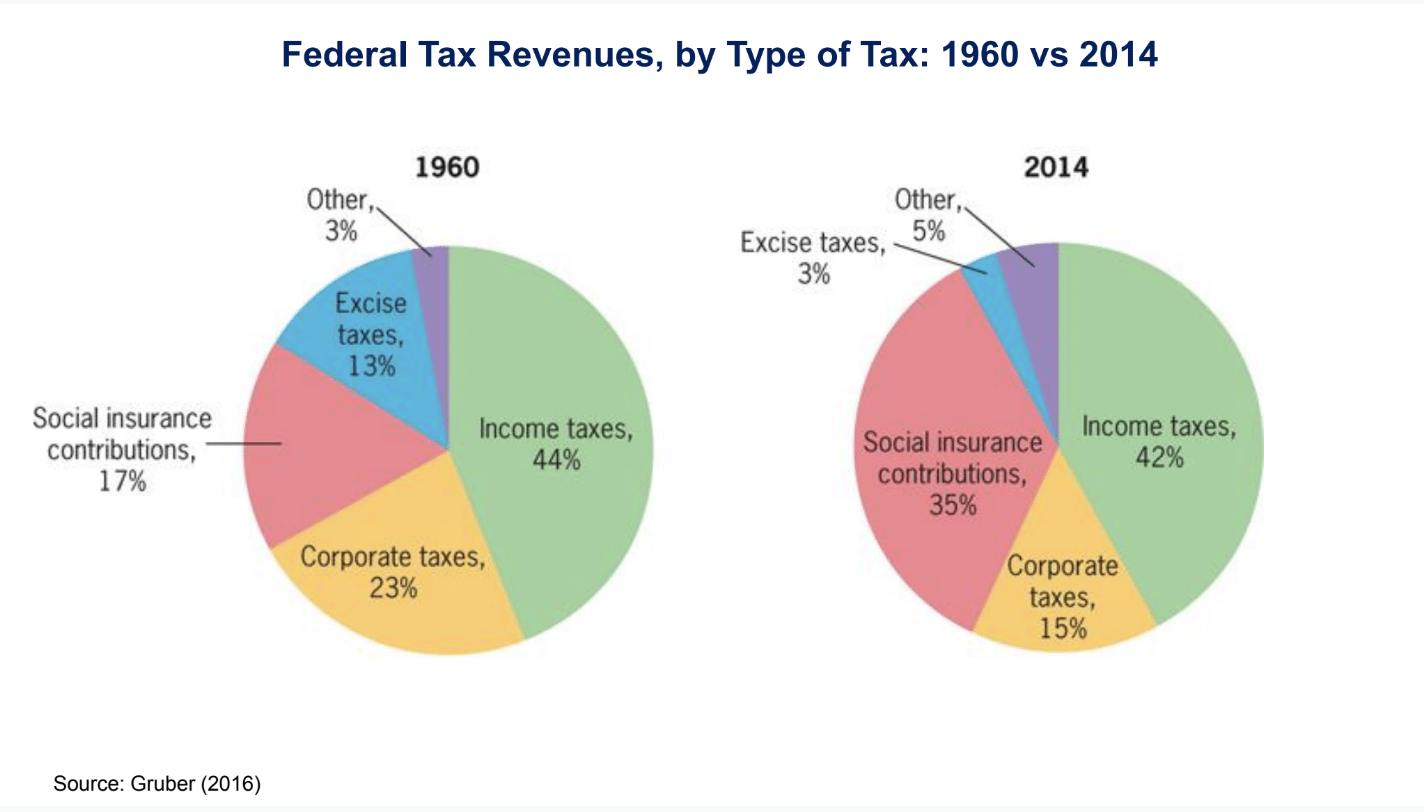 Federal Tax Revenues, by Type of Tax: 1960 vs 2014
1960
Other,
3%
Excise
taxes,
13%
Social insurance
contributions,
17%
Income taxes,
44%
Corporate taxes,
23%
2014
Other,
5%
Excise taxes,
3%
Social insurance
contributions,
35%
Income taxes,
42%
Corporate
taxes,
15%
Source: Gruber (2016)